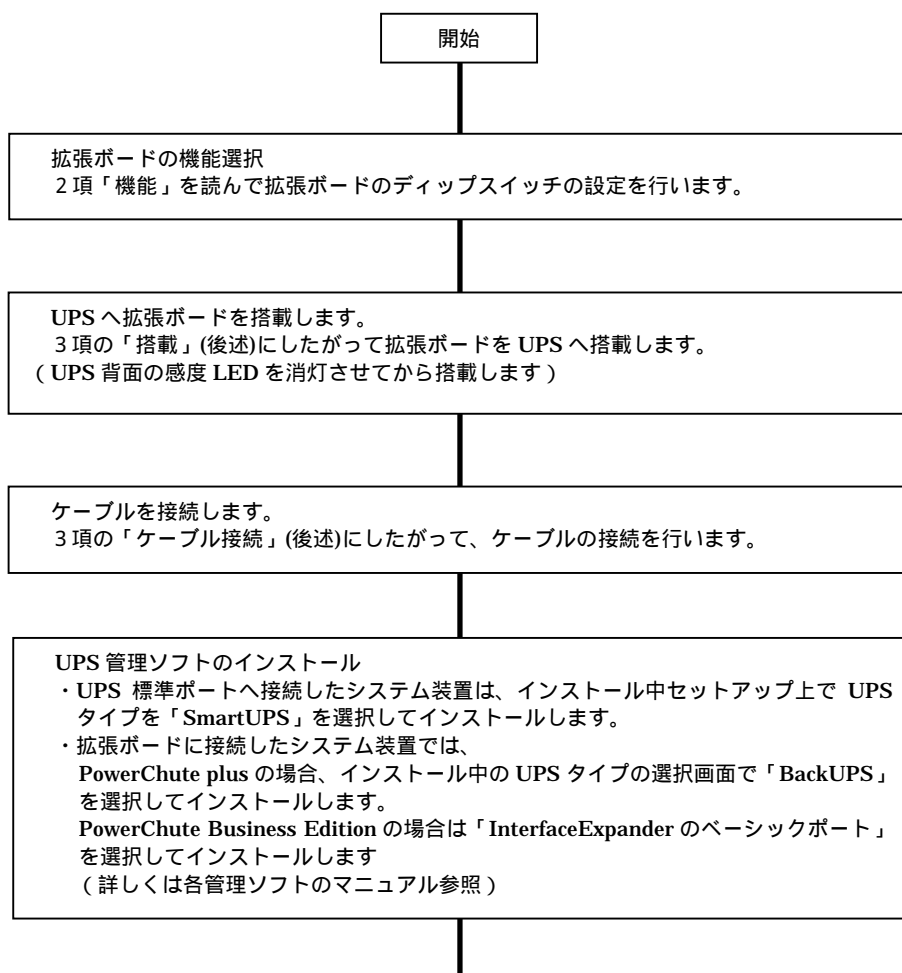 開始
拡張ボードの機能選択
２項「機能」を読んで拡張ボードのディップスイッチの設定を行います。
UPS へ拡張ボードを搭載します。
３項の「搭載」(後述)にしたがって拡張ボードを UPS へ搭載します。
（UPS 背面の感度 LED を消灯させてから搭載します）
ケーブルを接続します。
３項の「ケーブル接続」(後述)にしたがって、ケーブルの接続を行います。
UPS 管理ソフトのインストール
・UPS 標準ポートへ接続したシステム装置は、インストール中セットアップ上で UPS
タイプを「SmartUPS」を選択してインストールします。
・拡張ボードに接続したシステム装置では、
PowerChute plus の場合、インストール中の UPS タイプの選択画面で「BackUPS」
を選択してインストールします。
PowerChute Business Edition の場合は「InterfaceExpander のベーシックポート」
を選択してインストールします
（詳しくは各管理ソフトのマニュアル参照）